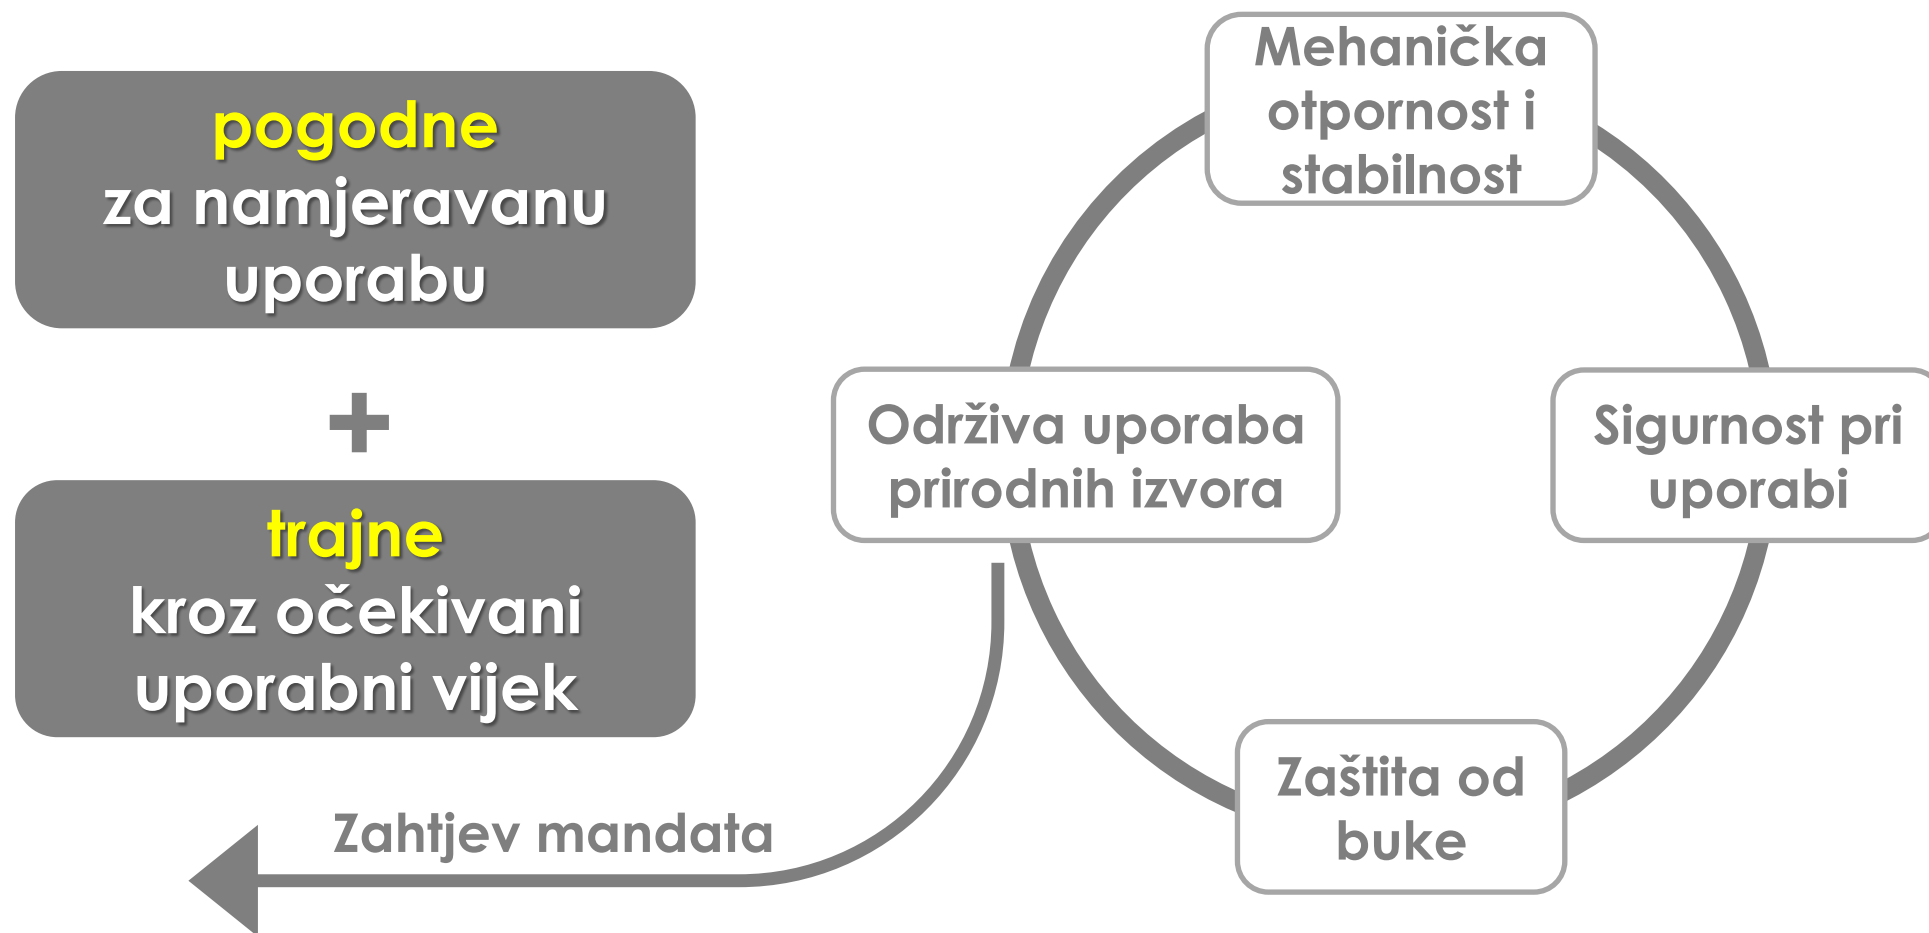 pogodne
za namjeravanu
uporabu
+
trajne
kroz očekivani
uporabni vijek
Zahtjev mandata
Mehanička
otpornost i
stabilnost
Održiva uporaba
prirodnih izvora
Sigurnost pri
uporabi
Zaštita od
buke